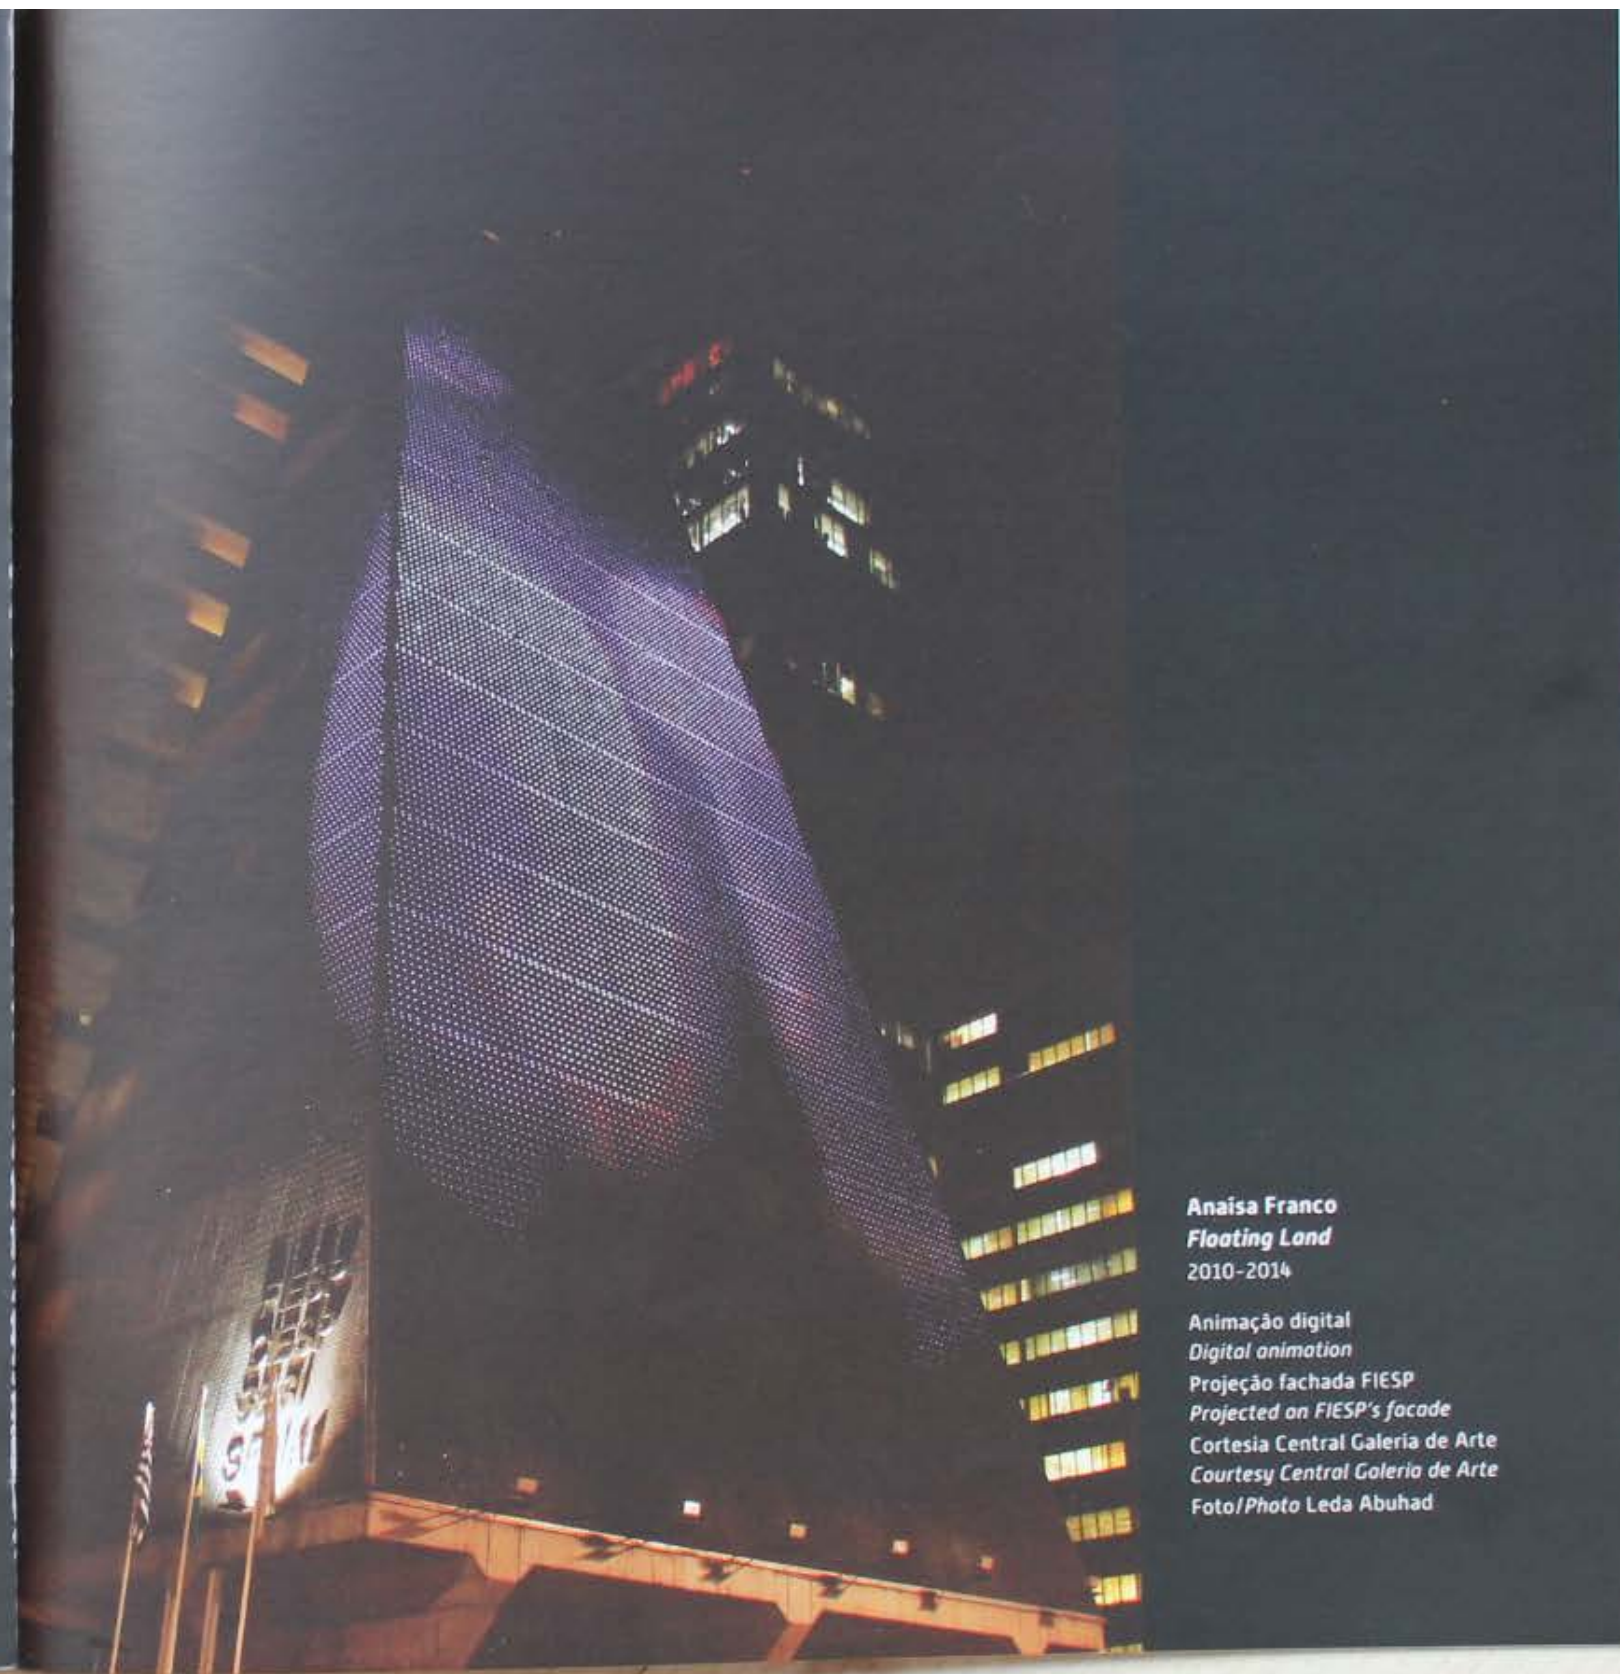 Anaisa Franco
Floating Land
2010-2014
Animação digital
Digital animation
Projeção fachada FIESP
Projected on FIESP's facade
Cortesia Central Galeria de Arte
Courtesy Central Galeria de Arte
Foto/Photo Leda Abuhad